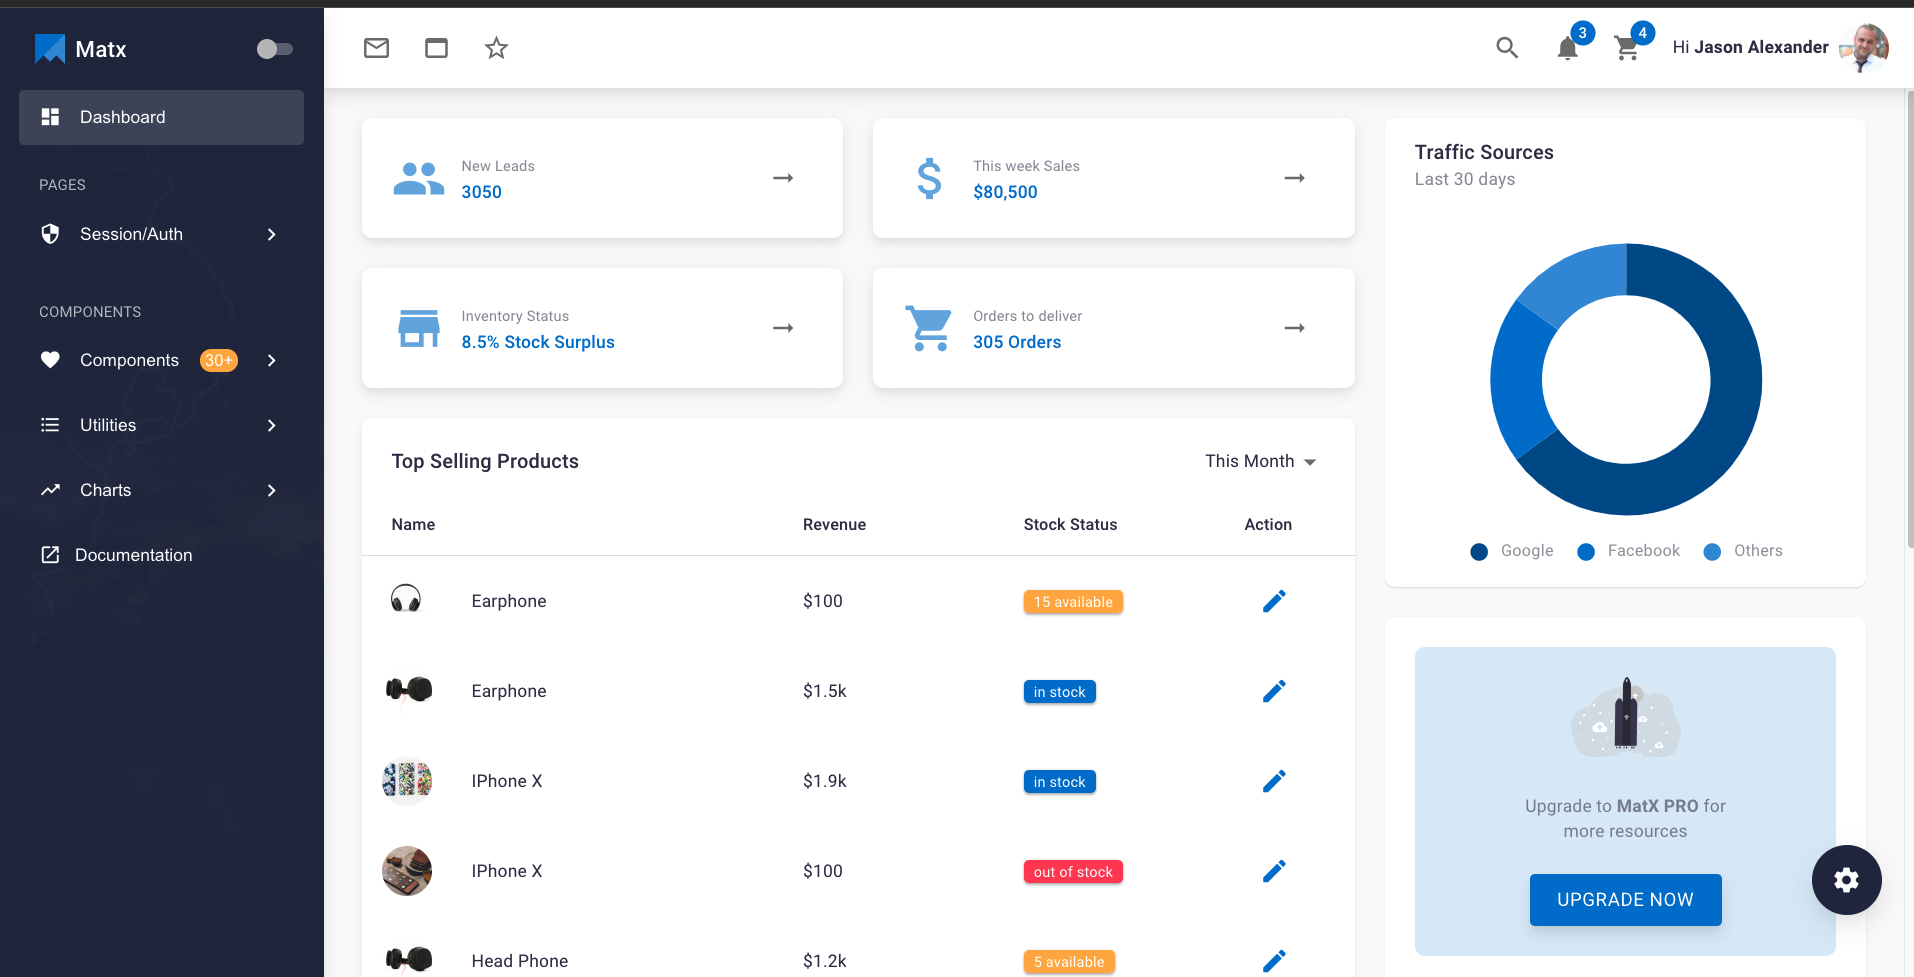 Matx
Dashboard
PAGES
Session/Auth
COMPONENTS
Components 30+
Utilities
Charts
Documentation
3
4
Hi Jason Alexander
New Leads
3050
This week Sales
$80,500
Inventory Status
8.5% Stock Surplus
Orders to deliver
305 Orders
Top Selling Products
This Month
Name Revenue Stock Status Action
Earphone $100 15 available
Earphone $1.5k in stock
IPhone X $1.9k in stock
IPhone X $100 out of stock
Head Phone $1.2k 5 available
Traffic Sources
Last 30 days
Google Facebook Others
Upgrade to MatX PRO for
more resources
UPGRADE NOW